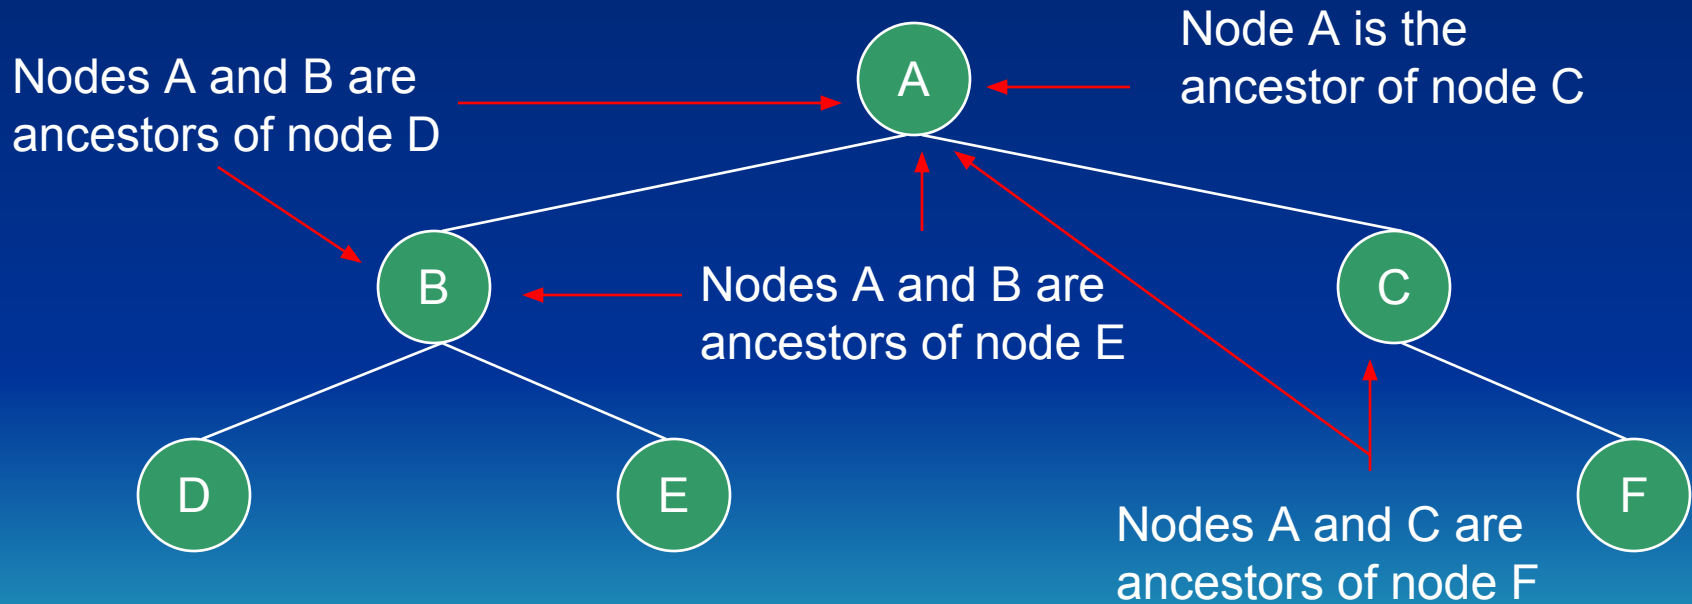 Node A is the
ancestor of node C
Nodes A and B are
ancestors of node D
A
B
Nodes A and B are
ancestors of node E
C
D
E
F
Nodes A and C are
ancestors of node F